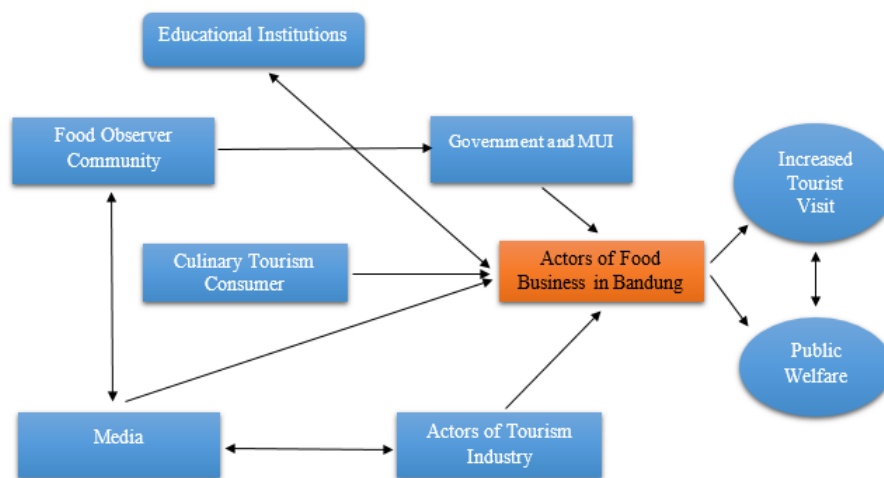 Educational Institutions
Food Observer
Community
Government and MUI
Increased
Tourist
Visit
Culinary Tourism
Consumer
Actors of Food
Business in Bandung
Public
Welfare
Media
Actors of Tourism
Industry